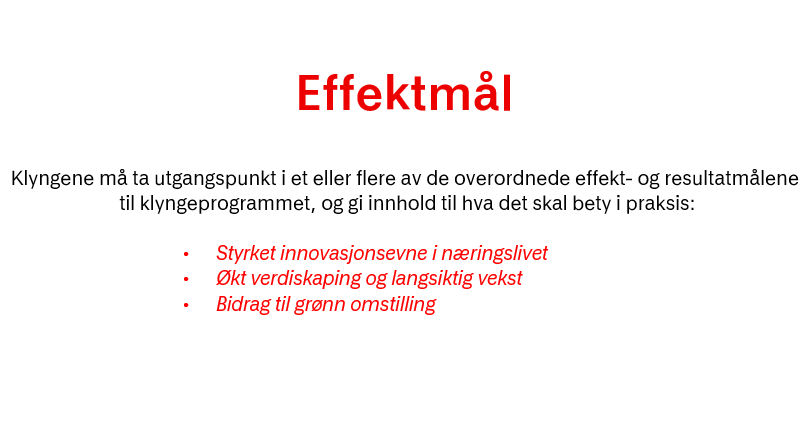 Effektmål
Klyngene må ta utgangspunkt i et eller flere av de overordnede effekt- og resultatmålene
til klyngeprogrammet, og gi innhold til hva det skal bety i praksis:
• Styrket innovasjonsevne i næringslivet
• Økt verdiskaping og langsiktig vekst
• Bidrag til grønn omstilling